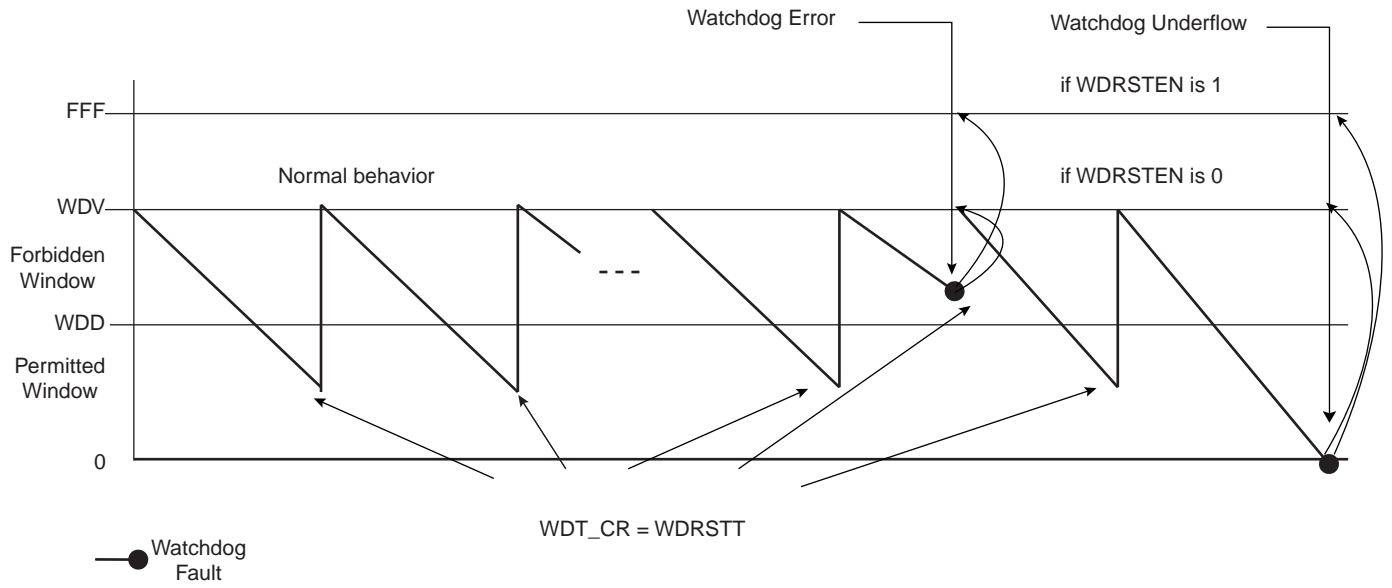 Watchdog Error
Watchdog Underflow
if WDRSTEN is 1
FFF
Normal behavior
if WDRSTEN is 0
WDV
Forbidden
Window
WDD
Permitted
Window
0
WDT_CR = WDRSTT
Watchdog
Fault